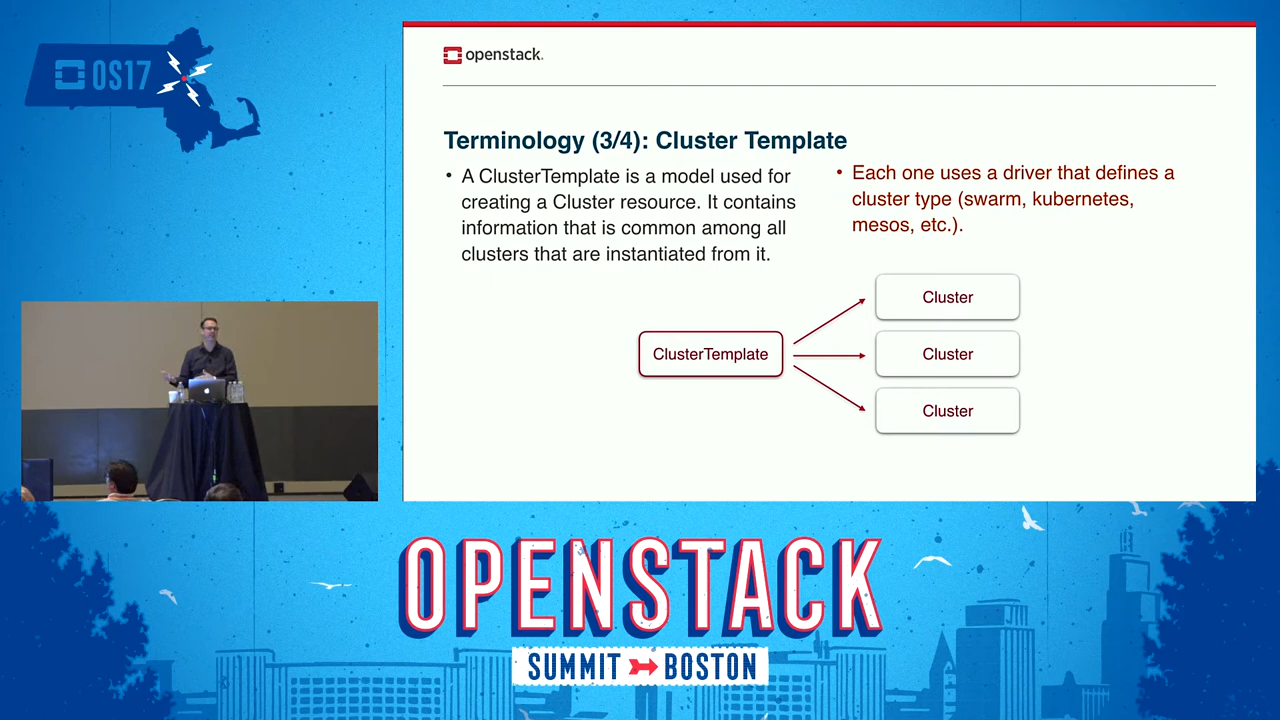 OS17
openstack.
Terminology (3/4): Cluster Template
• A ClusterTemplate is a model used for
creating a Cluster resource. It contains
information that is common among all
clusters that are instantiated from it.
• Each one uses a driver that defines a
cluster type (swarm, kubernetes,
mesos, etc.).
ClusterTemplate
Cluster
Cluster
Cluster
OPENSTACK
SUMMIT BOSTON